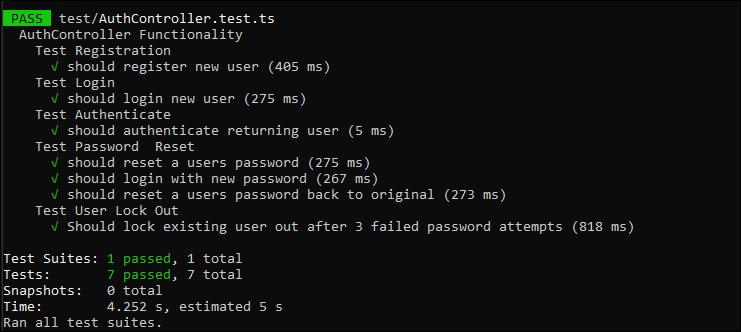 PASS test/AuthController.test.ts
AuthController Functionality
Test Registration
√ should register new user (405 ms)
Test Login
√ should login new user (275 ms)
Test Authenticate
√ should authenticate returning user (5 ms)
Test Password  Reset
√ should reset a users password (275 ms)
√ should login with new password (267 ms)
√ should reset a users password back to original (273 ms)
Test User Lock Out
√ Should lock existing user out after 3 failed password attempts (818 ms)
Test Suites: 1 passed, 1 total
Tests:       7 passed, 7 total
Snapshots:   0 total
Time:        4.252 s, estimated 5 s
Ran all test suites.